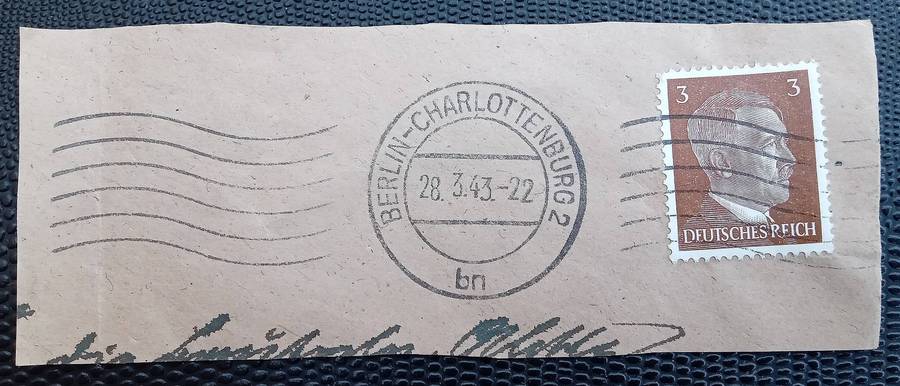 BERLIN-CHARLOTTENBURG 2
28. 3.43.-22
bn
3 3
DEUTSCHES REICH